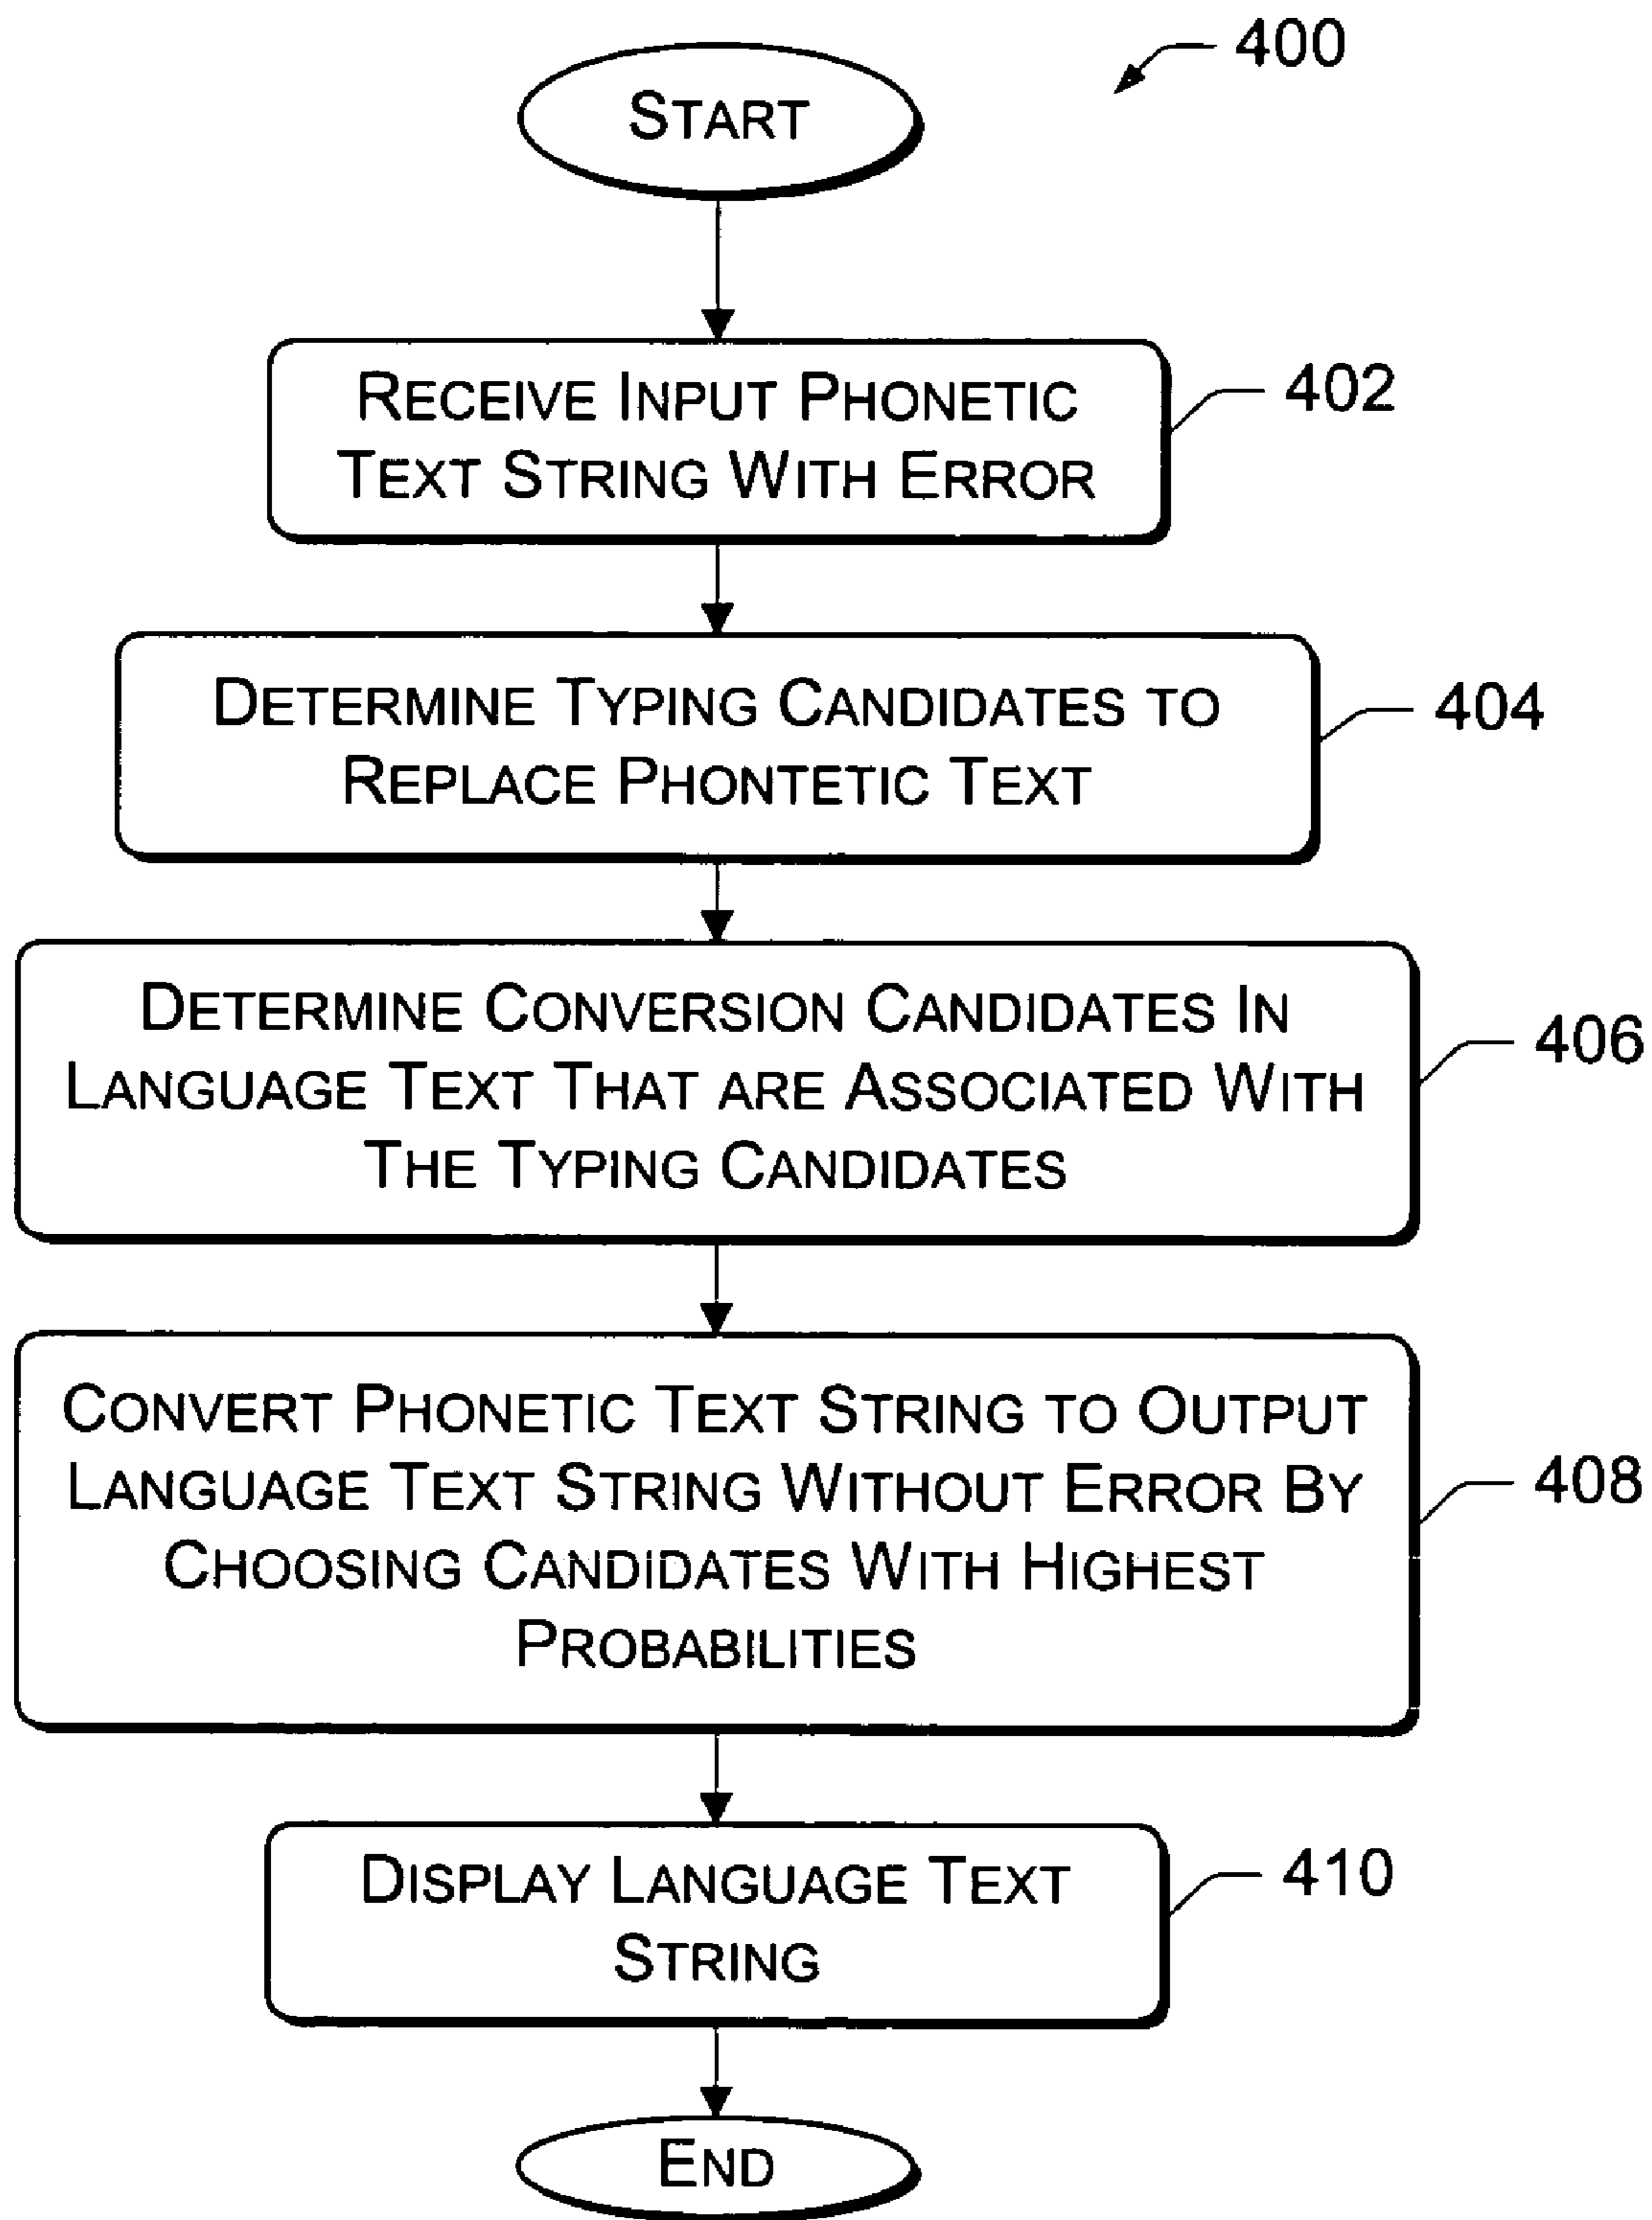 400
START
RECEIVE INPUT PHONETIC
TEXT STRING WITH ERROR
402
DETERMINE TYPING CANDIDATES TO
REPLACE PHONTETIC TEXT
404
DETERMINE CONVERSION CANDIDATES IN
LANGUAGE TEXT THAT ARE ASSOCIATED WITH
THE TYPING CANDIDATES
406
CONVERT PHONETIC TEXT STRING TO OUTPUT
LANGUAGE TEXT STRING WITHOUT ERROR BY
CHOOSING CANDIDATES WITH HIGHEST
PROBABILITIES
408
DISPLAY LANGUAGE TEXT
STRING
410
END